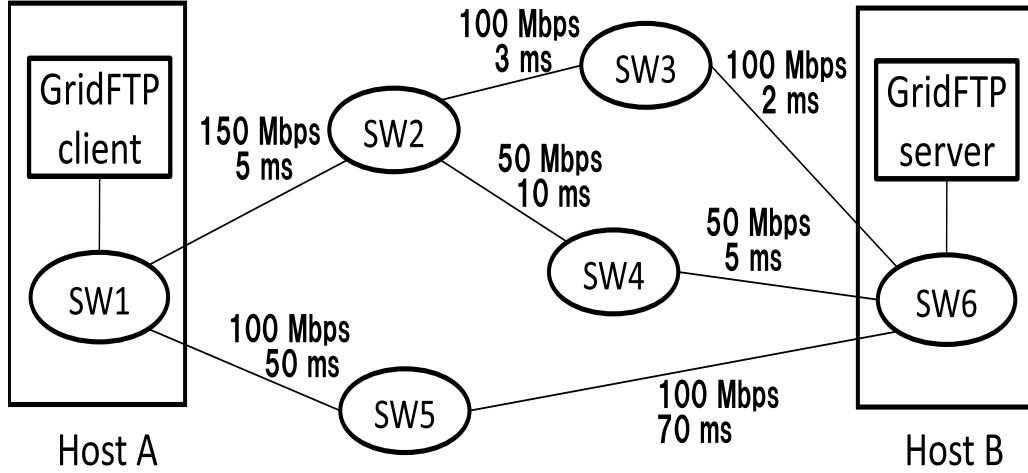 GridFTP
client
SW1
Host A
150 Mbps
5 ms
SW2
100 Mbps
3 ms
SW3
100 Mbps
2 ms
50 Mbps
10 ms
SW4
50 Mbps
5 ms
100 Mbps
50 ms
SW5
100 Mbps
70 ms
GridFTP
server
SW6
Host B